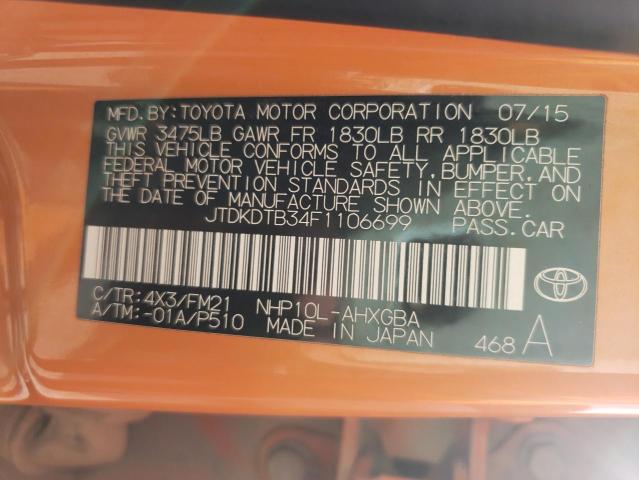 MFD. BY: TOYOTA MOTOR CORPORATION 07/15
GVWR 3475LB GAWR FR 1830LB RR 1830LB
THIS VEHICLE CONFORMS TO ALL APPLICABLE
FEDERAL MOTOR VEHICLE SAFETY, BUMPER, AND
THEFT PREVENTION STANDARDS IN EFFECT ON
THE DATE OF MANUFACTURE SHOWN ABOVE.
JTDKDTB34F1106699 PASS. CAR
C/TR: 4X3/FM21 NHP10L-AHXGBA
A/TM: -01A/P510 MADE IN JAPAN 468 A